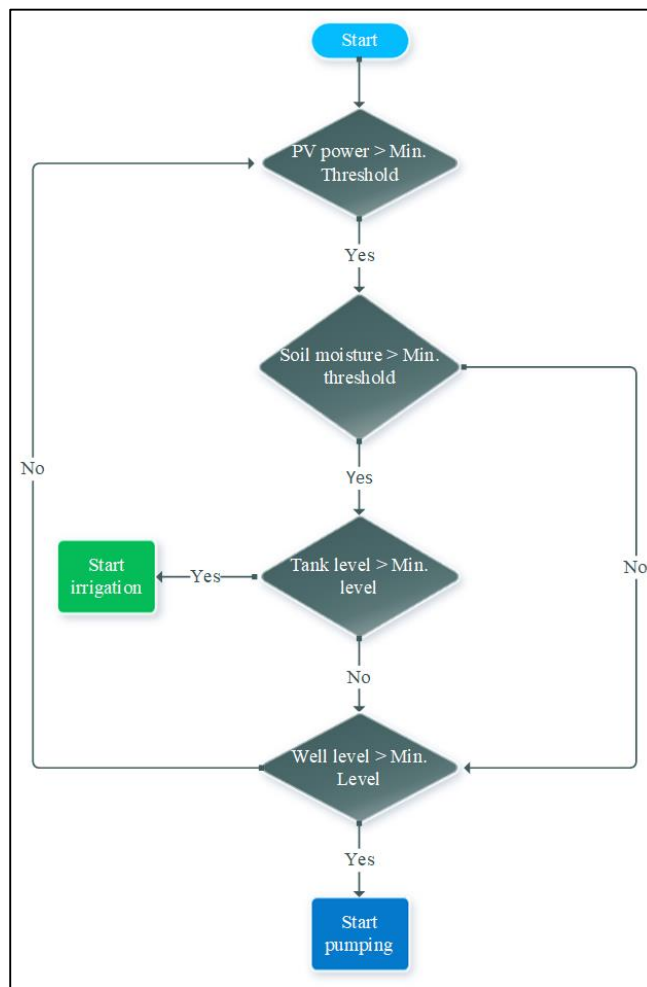 Start
PV power > Min.
Threshold
Yes
Soil moisture > Min.
threshold
No
Yes
Start
irrigation
Yes
Tank level > Min.
level
No
No
Well level > Min.
Level
Yes
Start
pumping